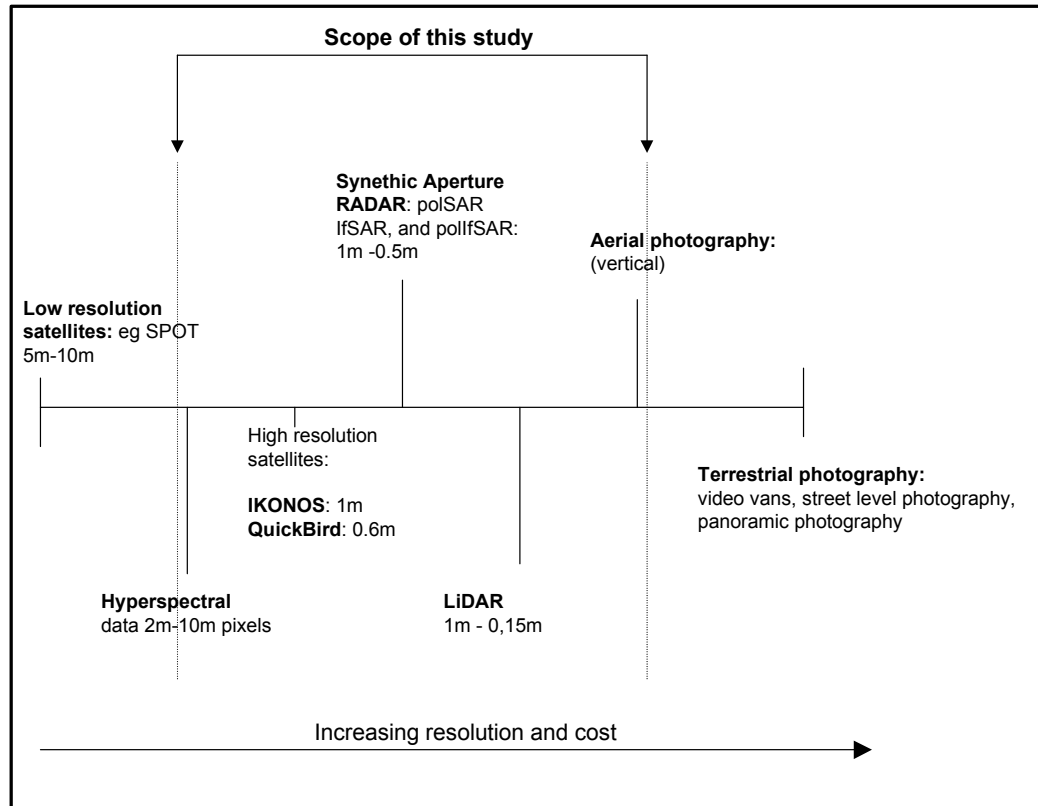 Scope of this study
Synethic Aperture
RADAR: polSAR
IfSAR, and polIfSAR:
1m -0.5m
Aerial photography:
(vertical)
Low resolution
satellites: eg SPOT
5m-10m
High resolution
satellites:
IKONOS: 1m
QuickBird: 0.6m
Terrestrial photography:
video vans, street level photography,
panoramic photography
Hyperspectral
data 2m-10m pixels
LiDAR
1m - 0,15m
Increasing resolution and cost